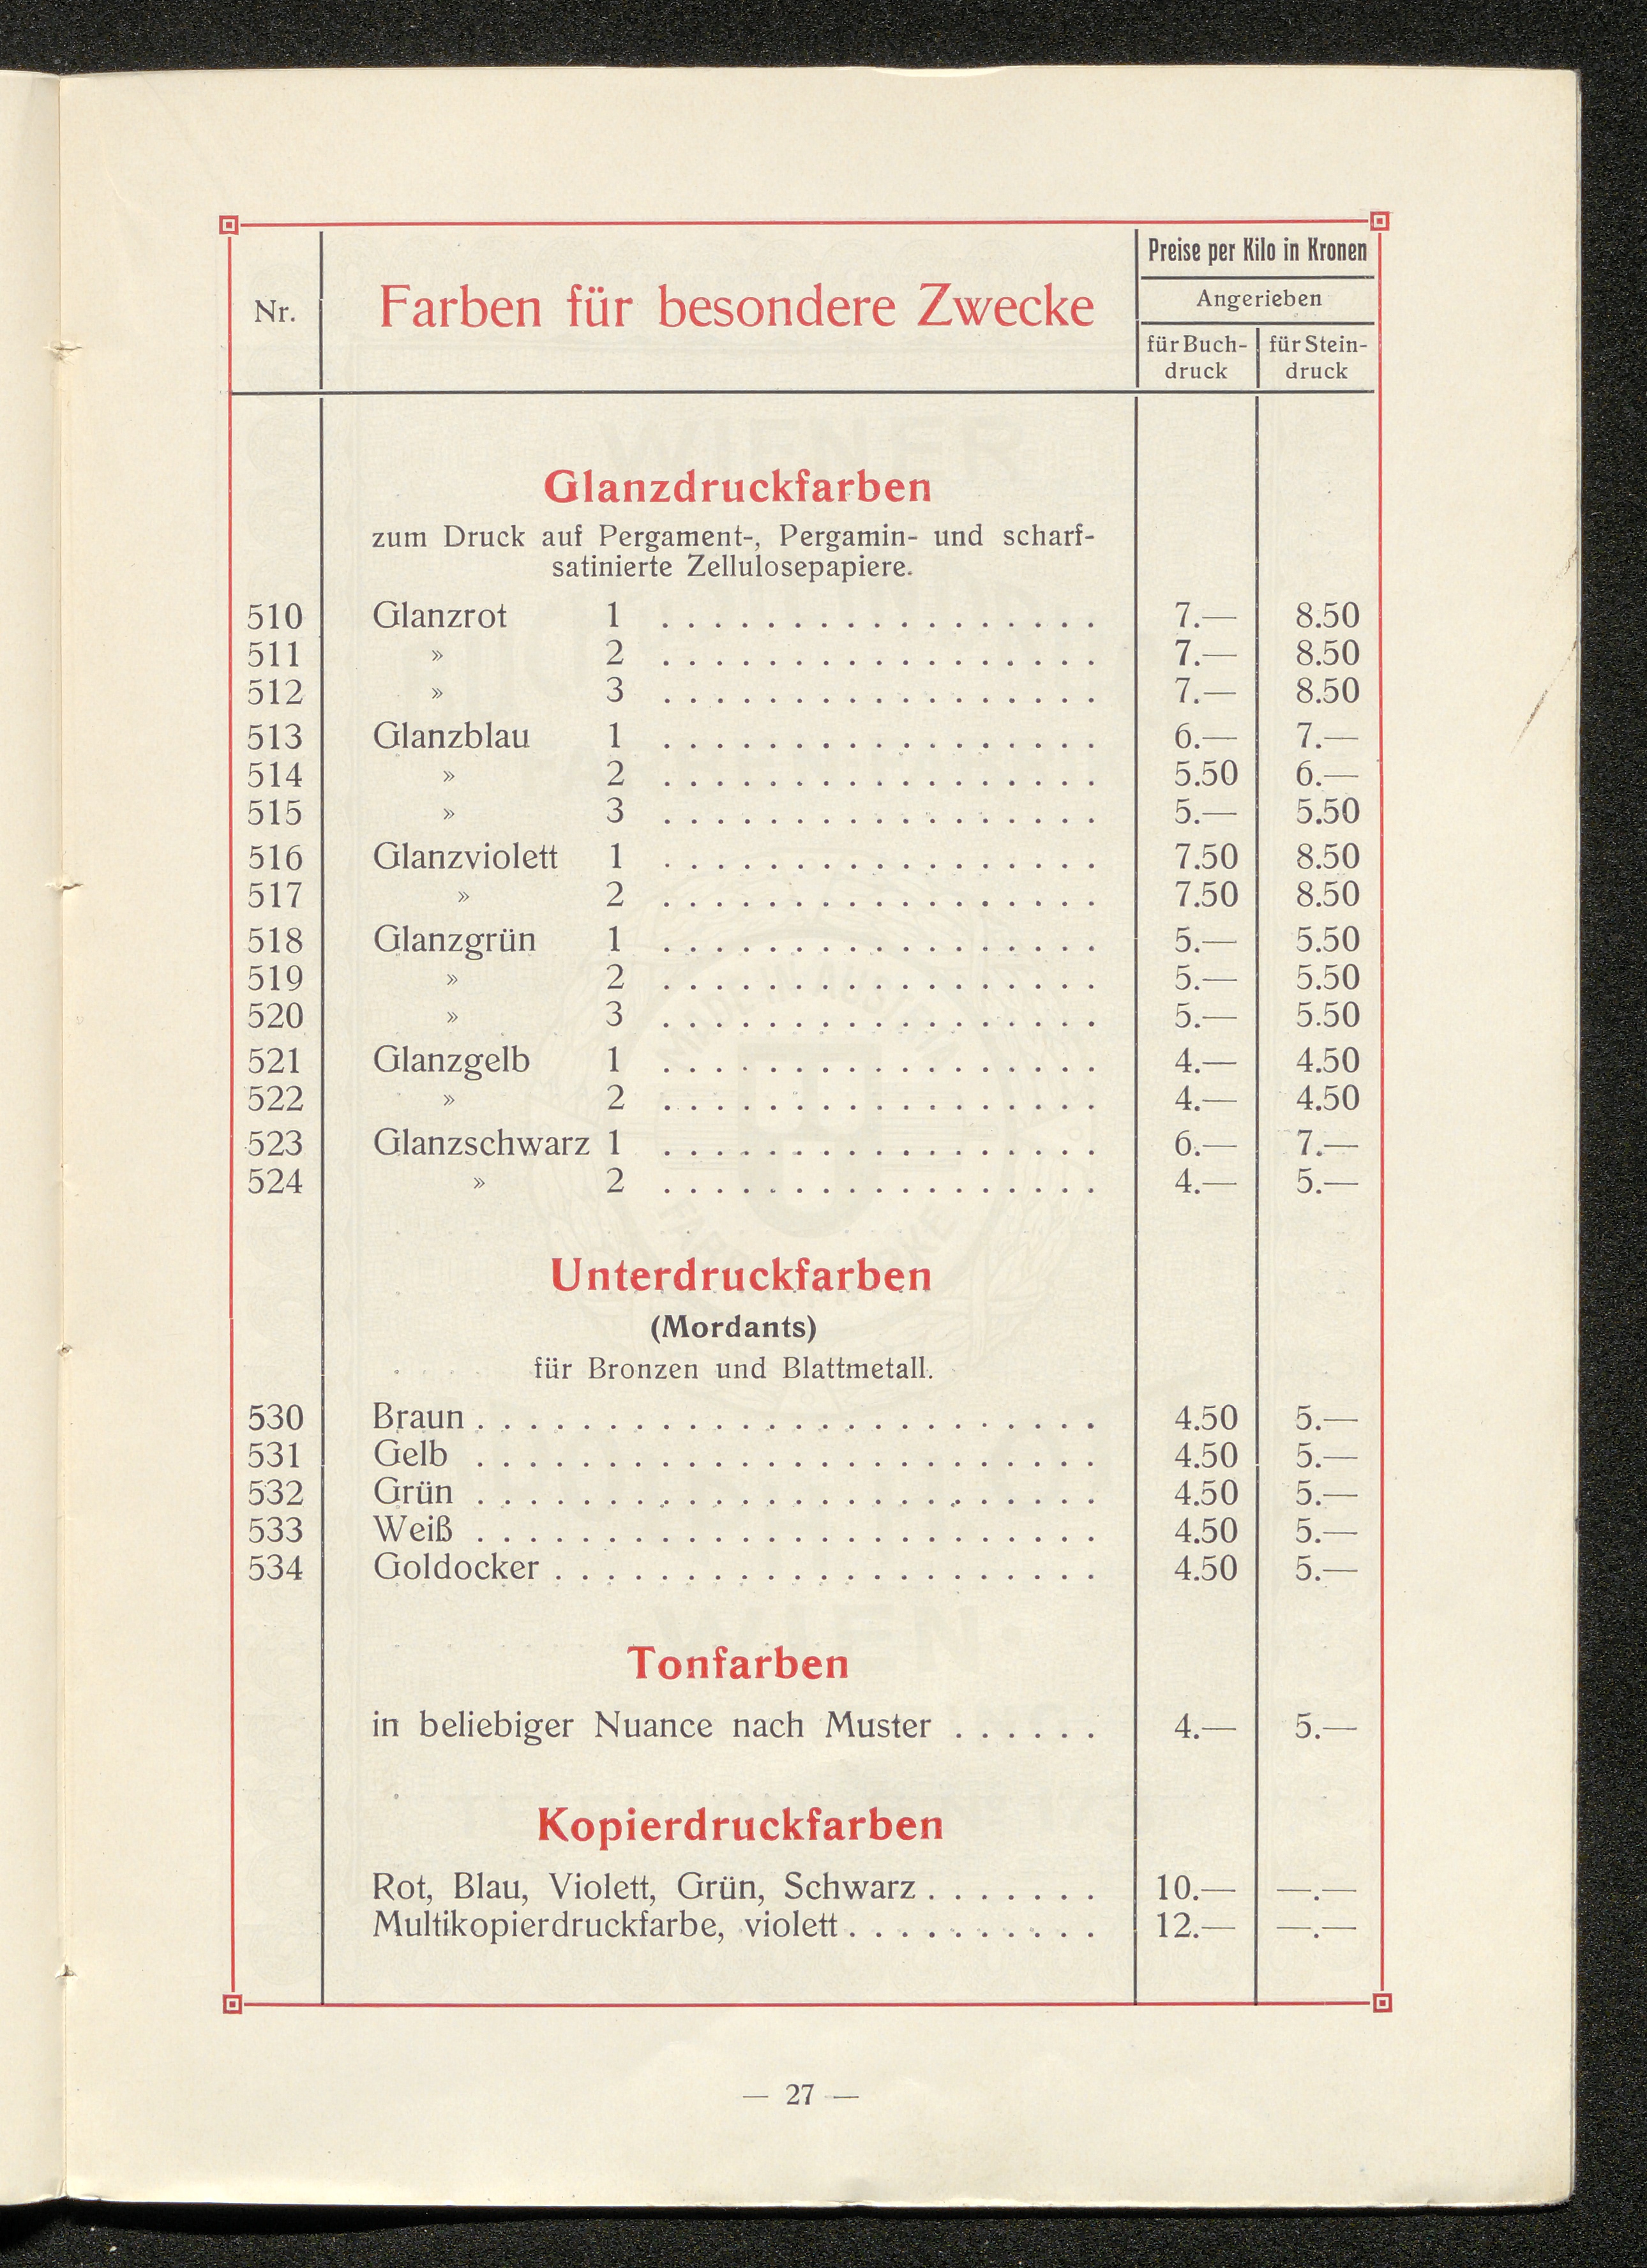 Nr.
Farben für besondere Zwecke
Preise per Kilo in Kronen
Angerieben
für Buch-
druck
für Stein-
druck
Glanzdruckfarben
zum Druck auf Pergament-, Pergamin- und scharf-
satinierte Zellulosepapiere.
510 Glanzrot 1 . . . . . . . . . . . . . . . . . 7.— 8.50
511 » 2 . . . . . . . . . . . . . . . . . 7.— 8.50
512 » 3 . . . . . . . . . . . . . . . . . 7.— 8.50
513 Glanzblau 1 . . . . . . . . . . . . . . . . . 6.— 7.—
514 » 2 . . . . . . . . . . . . . . . . . 5.50 6.—
515 » 3 . . . . . . . . . . . . . . . . . 5.— 5.50
516 Glanzviolett 1 . . . . . . . . . . . . . . . . . 7.50 8.50
517 » 2 . . . . . . . . . . . . . . . . . 7.50 8.50
518 Glanzgrün 1 . . . . . . . . . . . . . . . . . 5.— 5.50
519 » 2 . . . . . . . . . . . . . . . . . 5.— 5.50
520 » 3 . . . . . . . . . . . . . . . . . 5.— 5.50
521 Glanzgelb 1 . . . . . . . . . . . . . . . . . 4.— 4.50
522 » 2 . . . . . . . . . . . . . . . . . 4.— 4.50
523 Glanzschwarz 1 . . . . . . . . . . . . . . . . . 6.— 7.—
524 » 2 . . . . . . . . . . . . . . . . . 4.— 5.—
Unterdruckfarben
(Mordants)
für Bronzen und Blattmetall.
530 Braun . . . . . . . . . . . . . . . . . . . . . . . . 4.50 5.—
531 Gelb . . . . . . . . . . . . . . . . . . . . . . . . 4.50 5.—
532 Grün . . . . . . . . . . . . . . . . . . . . . . . . 4.50 5.—
533 Weiß . . . . . . . . . . . . . . . . . . . . . . . . 4.50 5.—
534 Goldocker . . . . . . . . . . . . . . . . . . . . . 4.50 5.—
Tonfarben
in beliebiger Nuance nach Muster . . . . . . 4.— 5.—
Kopierdruckfarben
Rot, Blau, Violett, Grün, Schwarz . . . . . . . 10.— —.—
Multikopierdruckfarbe, violett . . . . . . . . . . 12.— —.—
— 27 —